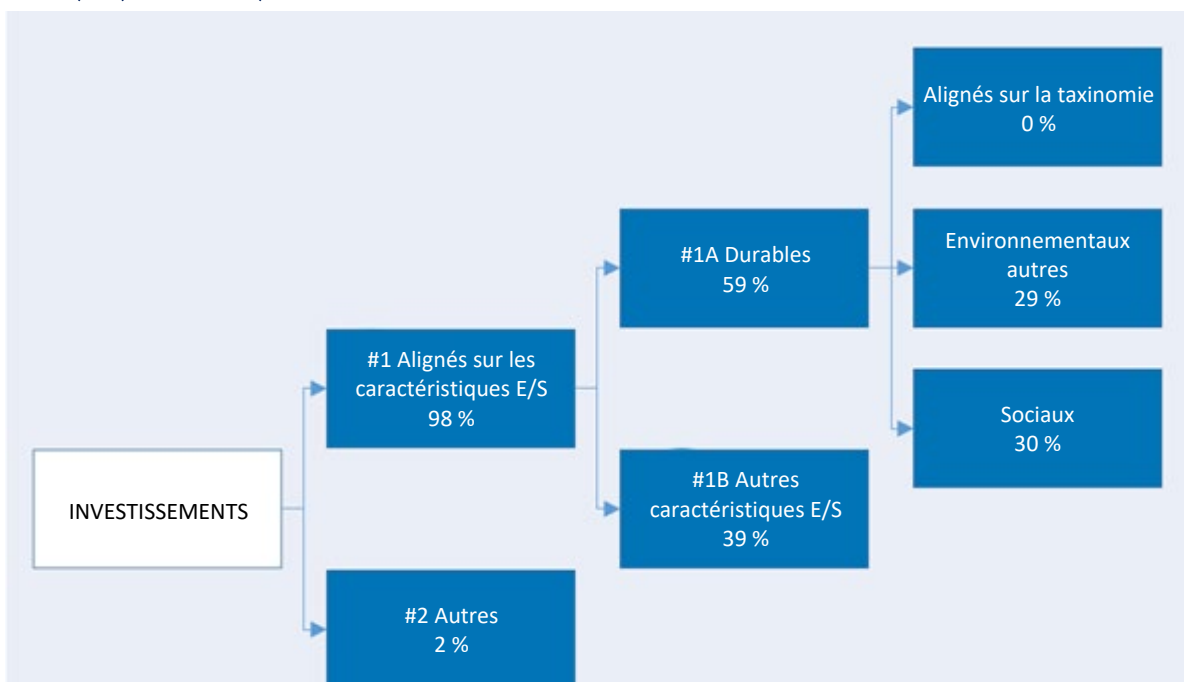 Alignés sur la taxinomie
0 %
#1A Durables
59 %
Environnementaux
autres
29 %
#1 Alignés sur les
caractéristiques E/S
98 %
Sociaux
30 %
INVESTISSEMENTS
#1B Autres
caractéristiques E/S
39 %
#2 Autres
2 %